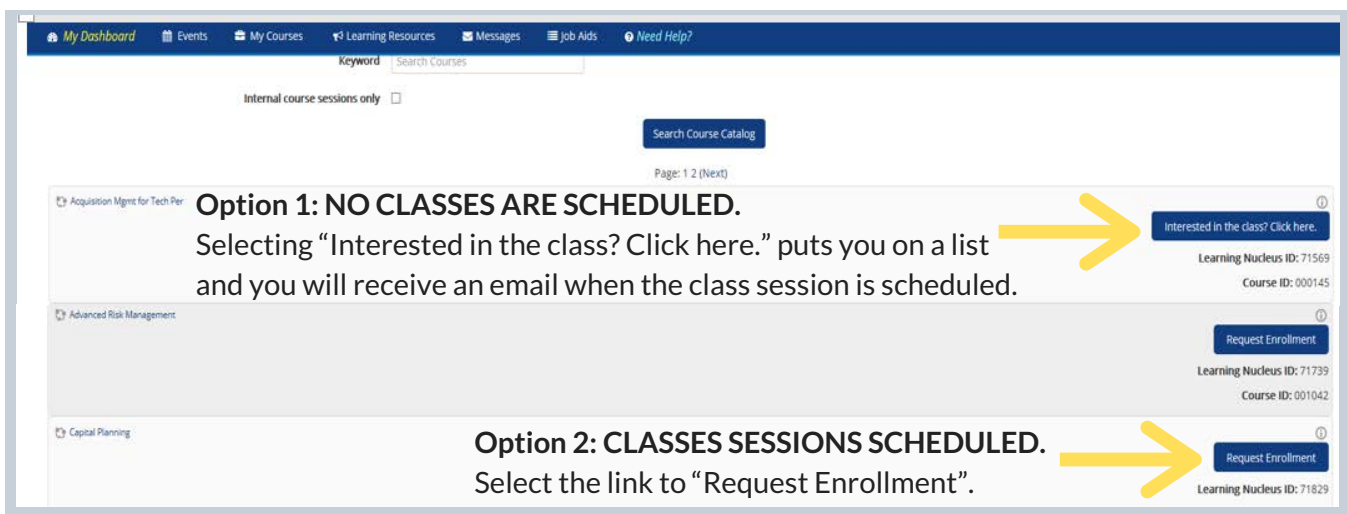 My Dashboard Events My Courses Learning Resources Messages Job Aids Need Help?
Keyword Search Courses
Internal course sessions only
Search Course Catalog
Page: 1 2 (Next)
Acquisition Mgmt for Tech Per
Option 1: NO CLASSES ARE SCHEDULED.
Selecting “Interested in the class? Click here.” puts you on a list
and you will receive an email when the class session is scheduled.
Interested in the class? Click here.
Learning Nucleus ID: 71569
Course ID: 000145
Advanced Risk Management
Request Enrollment
Learning Nucleus ID: 71739
Course ID: 001042
Capital Planning
Option 2: CLASSES SESSIONS SCHEDULED.
Select the link to “Request Enrollment”.
Request Enrollment
Learning Nucleus ID: 71829